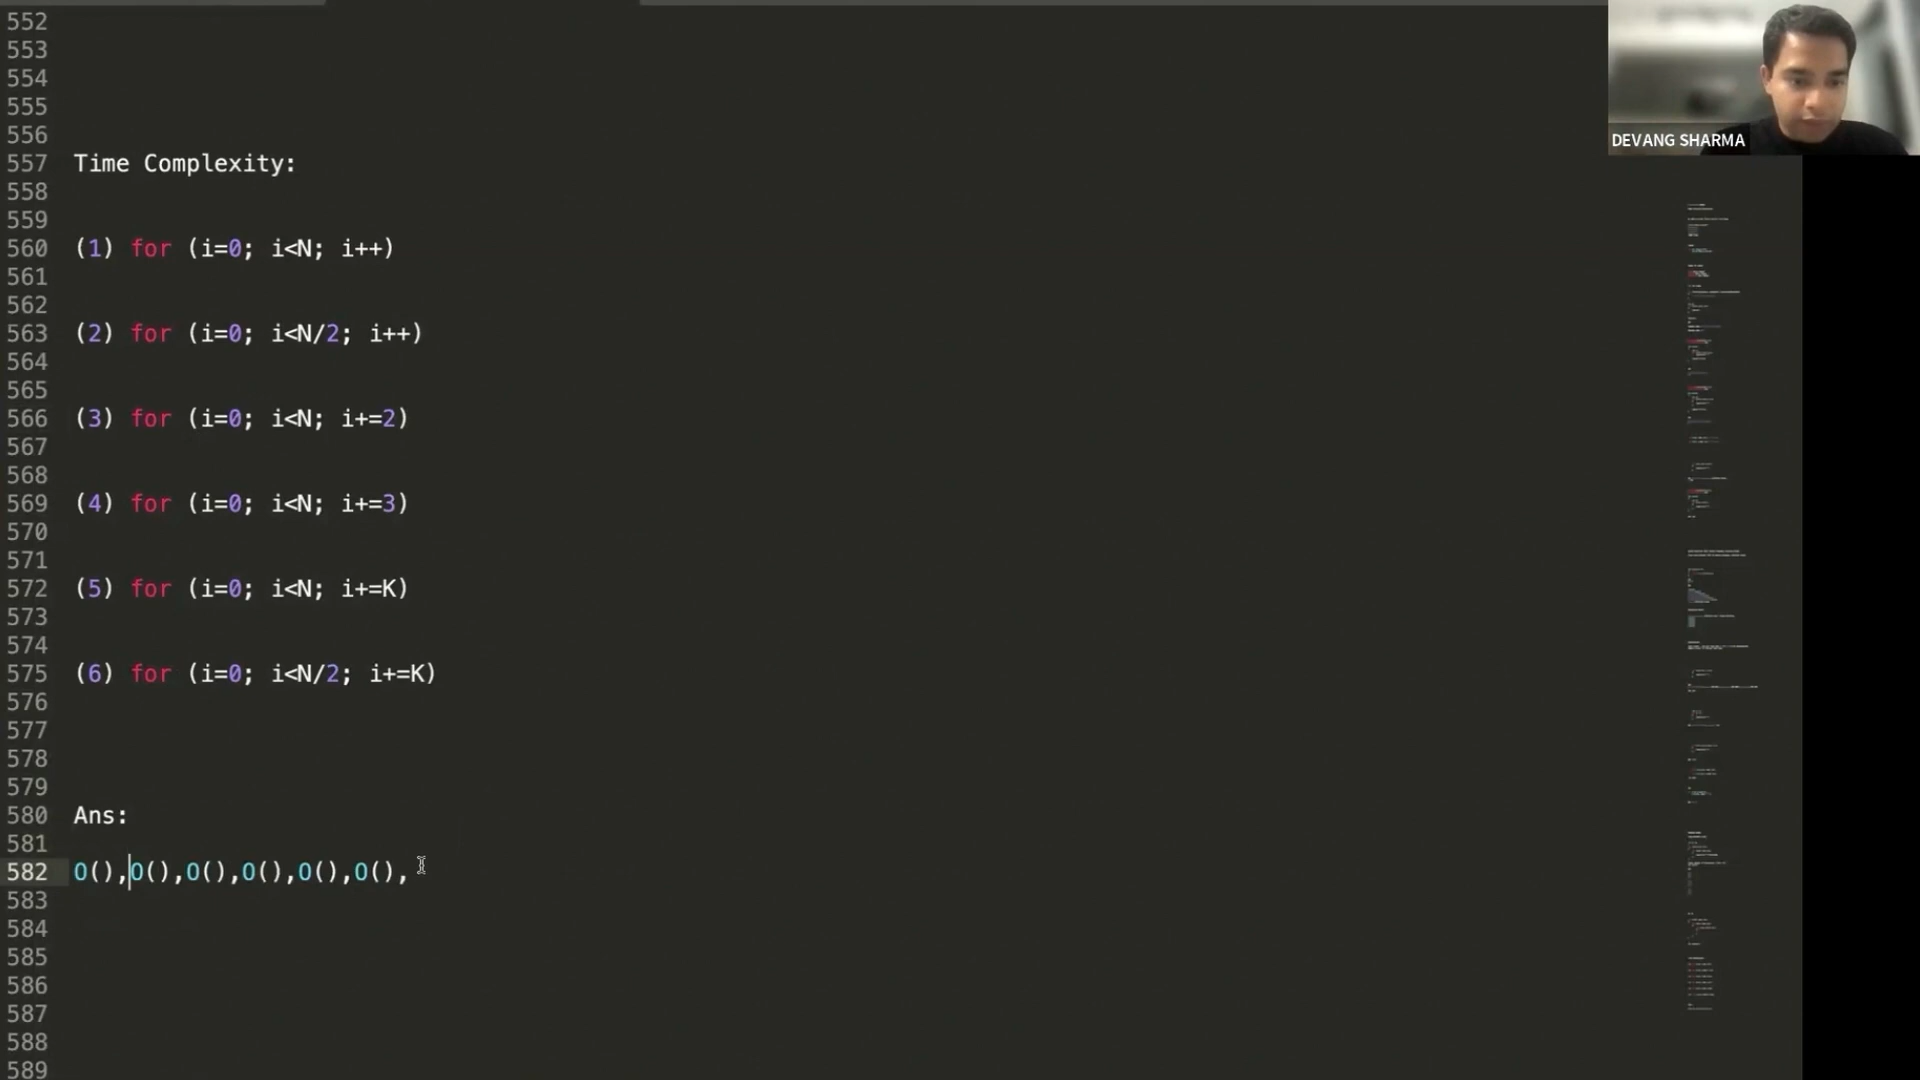 552
553
554
555
556
557 Time Complexity:
558
559
560 (1) for (i=0; i<N; i++)
561
562
563 (2) for (i=0; i<N/2; i++)
564
565
566 (3) for (i=0; i<N; i+=2)
567
568
569 (4) for (i=0; i<N; i+=3)
570
571
572 (5) for (i=0; i<N; i+=K)
573
574
575 (6) for (i=0; i<N/2; i+=K)
576
577
578
579
580 Ans:
581
582 O(),O(),O(),O(),O(),O(),
583
584
585
586
587
588
589
DEVANG SHARMA